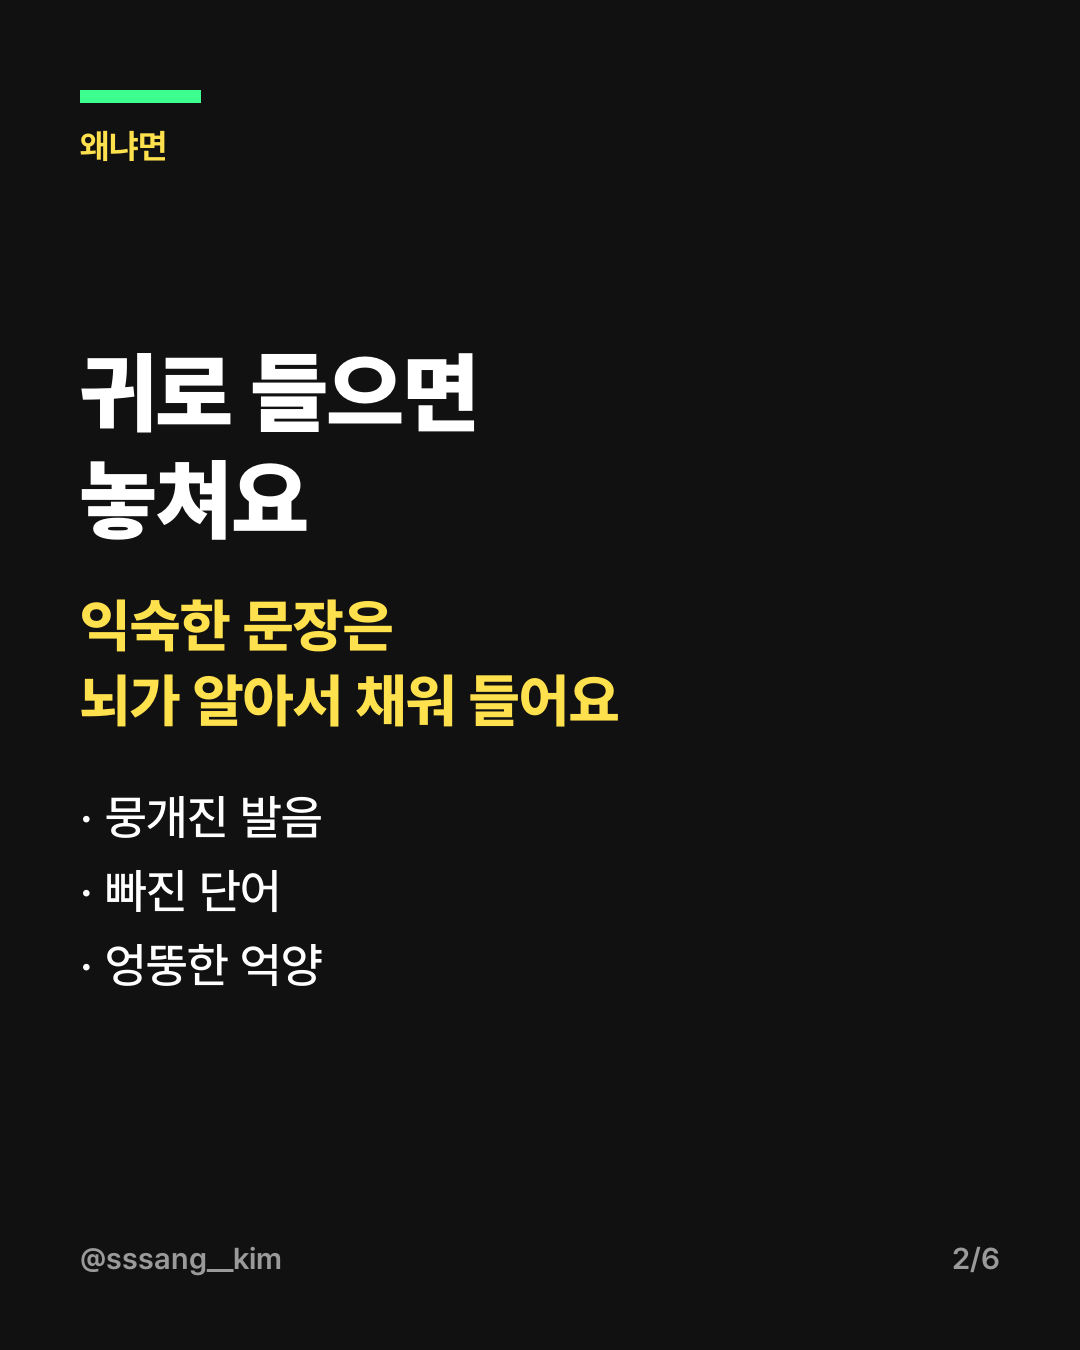 왜냐면
귀로 들으면
놓쳐요
익숙한 문장은
뇌가 알아서 채워 들어요
· 뭉개진 발음
· 빠진 단어
· 엉뚱한 억양
@sssang__kim
2/6